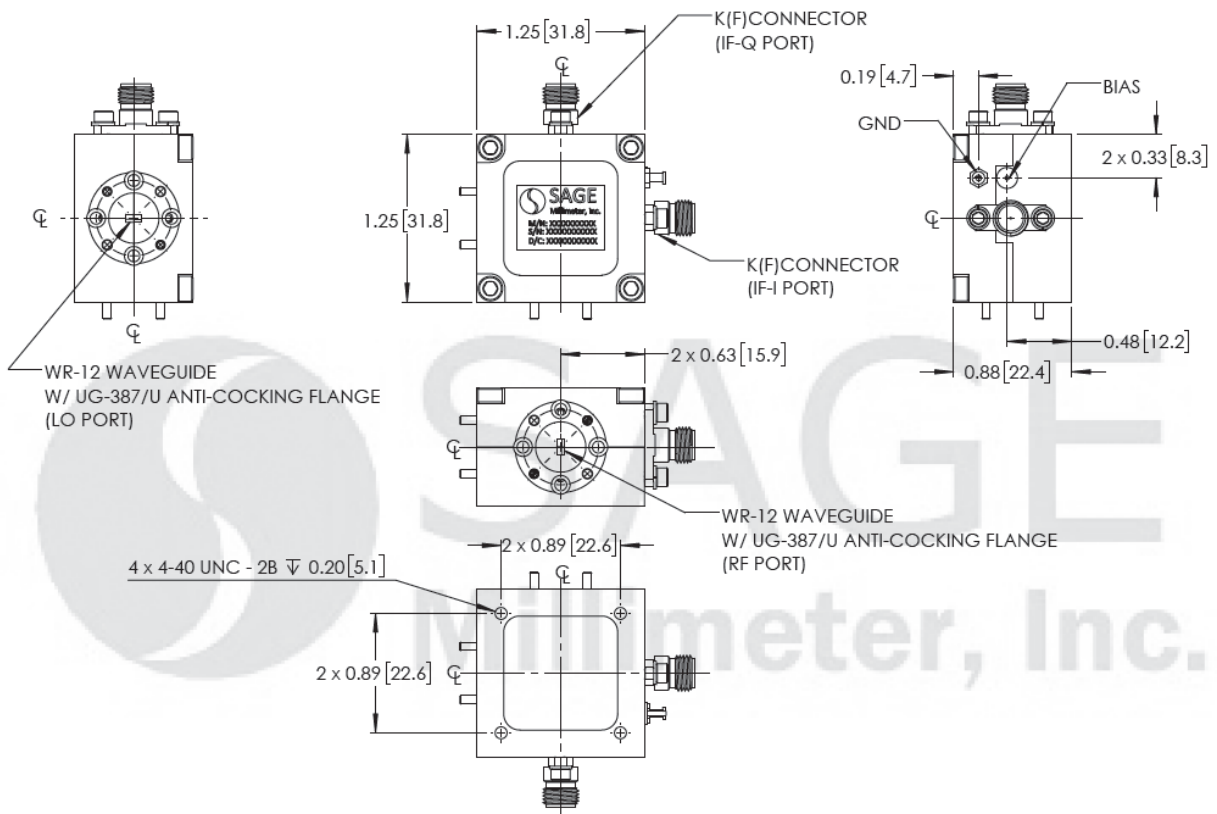 K(F)CONNECTOR
(IF-Q PORT)
1.25[31.8]
℄
0.19[4.7]
BIAS
GND
2 x 0.33[8.3]
℄
1.25[31.8]
SAGE
Millimeter, Inc.
M/N: XXXXXXXXXX
S/N: XXXXXXXXXXX
D/C: XXXXXXXXXXX
℄
K(F)CONNECTOR
(IF-I PORT)
℄
0.48[12.2]
0.88[22.4]
WR-12 WAVEGUIDE
W/ UG-387/U ANTI-COCKING FLANGE
(LO PORT)
2 x 0.63[15.9]
℄
WR-12 WAVEGUIDE
W/ UG-387/U ANTI-COCKING FLANGE
(RF PORT)
2 x 0.89[22.6]
℄
4 x 4-40 UNC - 2B ↧ 0.20[5.1]
2 x 0.89[22.6]
℄
SAGE
Millimeter, Inc.